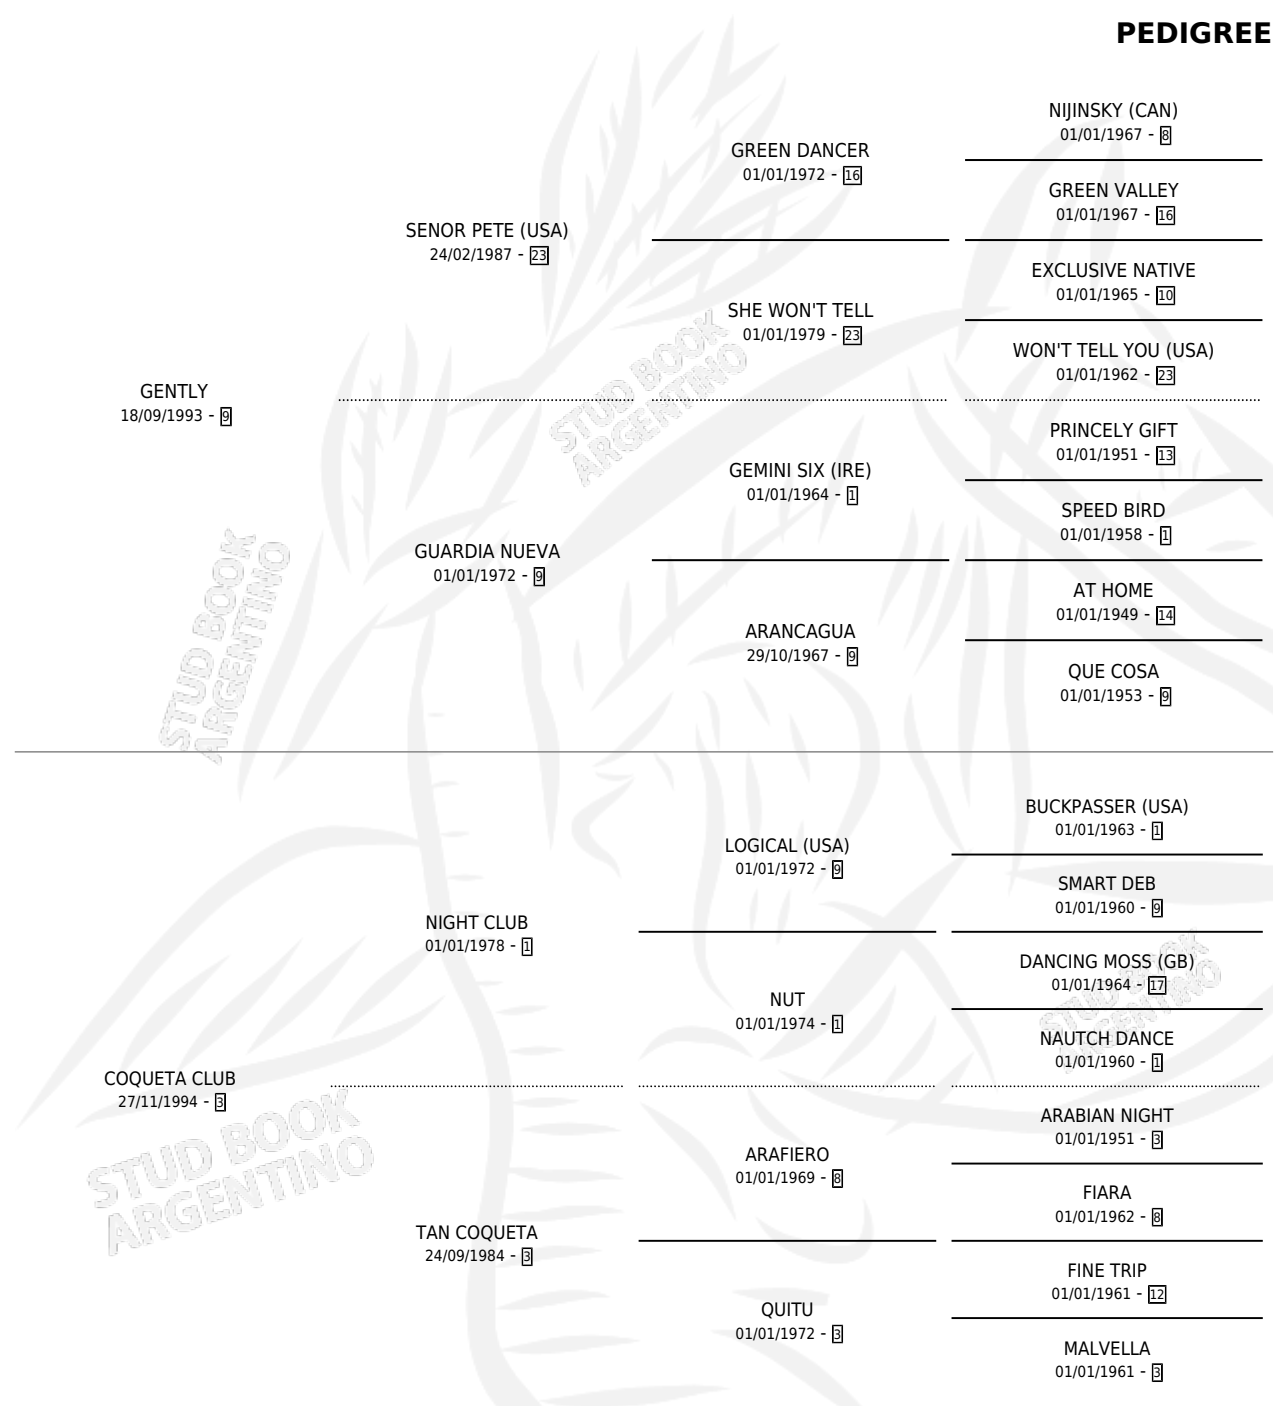 PEDIGREE
GENTLY
18/09/1993 - 9
SENOR PETE (USA)
24/02/1987 - 23
GREEN DANCER
01/01/1972 - 16
NIJINSKY (CAN)
01/01/1967 - 8
GREEN VALLEY
01/01/1967 - 16
SHE WON'T TELL
01/01/1979 - 23
EXCLUSIVE NATIVE
01/01/1965 - 10
WON'T TELL YOU (USA)
01/01/1962 - 23
GUARDIA NUEVA
01/01/1972 - 9
GEMINI SIX (IRE)
01/01/1964 - 1
PRINCELY GIFT
01/01/1951 - 13
SPEED BIRD
01/01/1958 - 1
ARANCAGUA
29/10/1967 - 9
AT HOME
01/01/1949 - 14
QUE COSA
01/01/1953 - 9
COQUETA CLUB
27/11/1994 - 3
NIGHT CLUB
01/01/1978 - 1
LOGICAL (USA)
01/01/1972 - 9
BUCKPASSER (USA)
01/01/1963 - 1
SMART DEB
01/01/1960 - 9
NUT
01/01/1974 - 1
DANCING MOSS (GB)
01/01/1964 - 17
NAUTCH DANCE
01/01/1960 - 1
TAN COQUETA
24/09/1984 - 3
ARAFIERO
01/01/1969 - 8
ARABIAN NIGHT
01/01/1951 - 3
FIARA
01/01/1962 - 8
QUITU
01/01/1972 - 3
FINE TRIP
01/01/1961 - 12
MALVELLA
01/01/1961 - 3
STUD BOOK
ARGENTINO
STUD BOOK
ARGENTINO
STUD BOOK
ARGENTINO
STUD BOOK
ARGENTINO